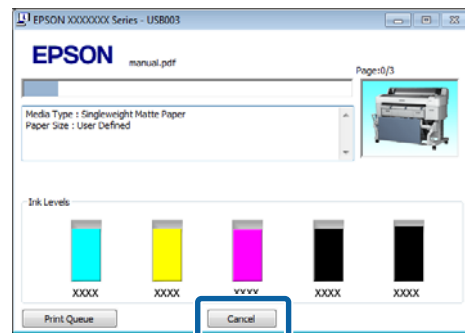 EPSON XXXXXXX Series - USB003
EPSON
manual.pdf
Page:0/3
Media Type : Singleweight Matte Paper
Paper Size : User Defined
Ink Levels
XXXX XXXX XXXX XXXX XXXX
Print Queue Cancel